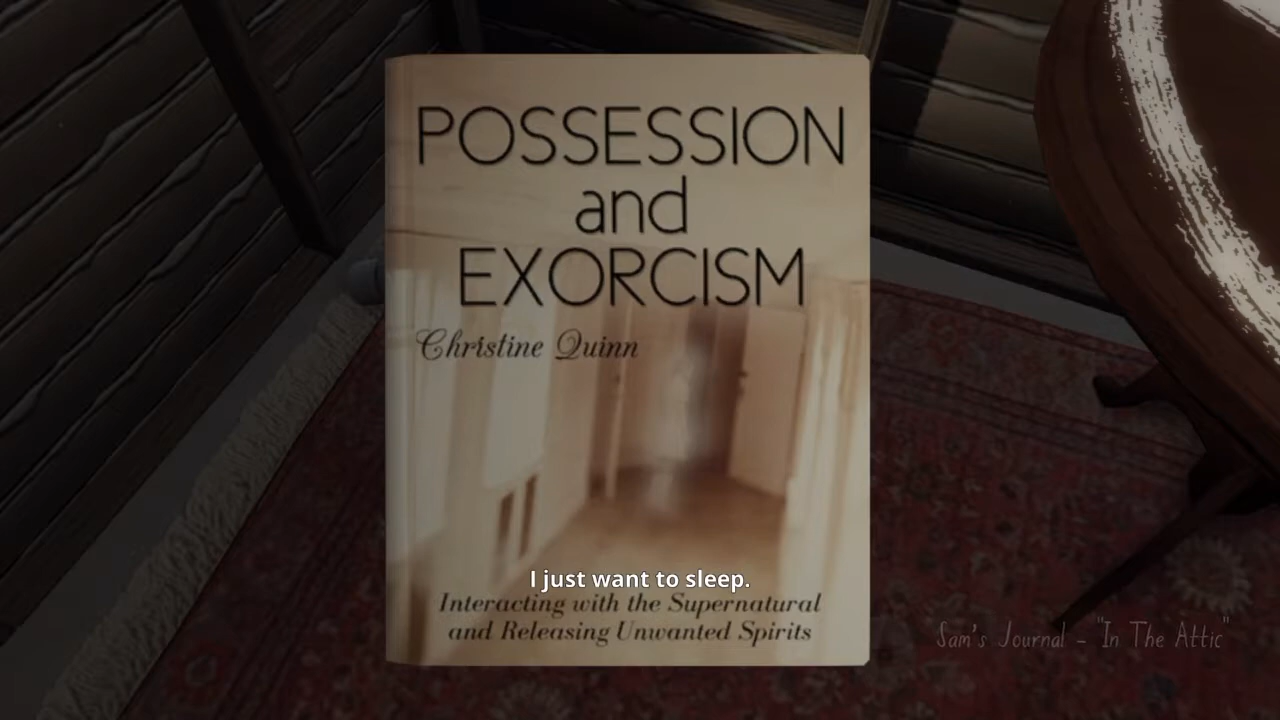 POSSESSION
and
EXORCISM
Christine Quinn
I just want to sleep.
Interacting with the Supernatural
and Releasing Unwanted Spirits
Sam's Journal - "In The Attic"